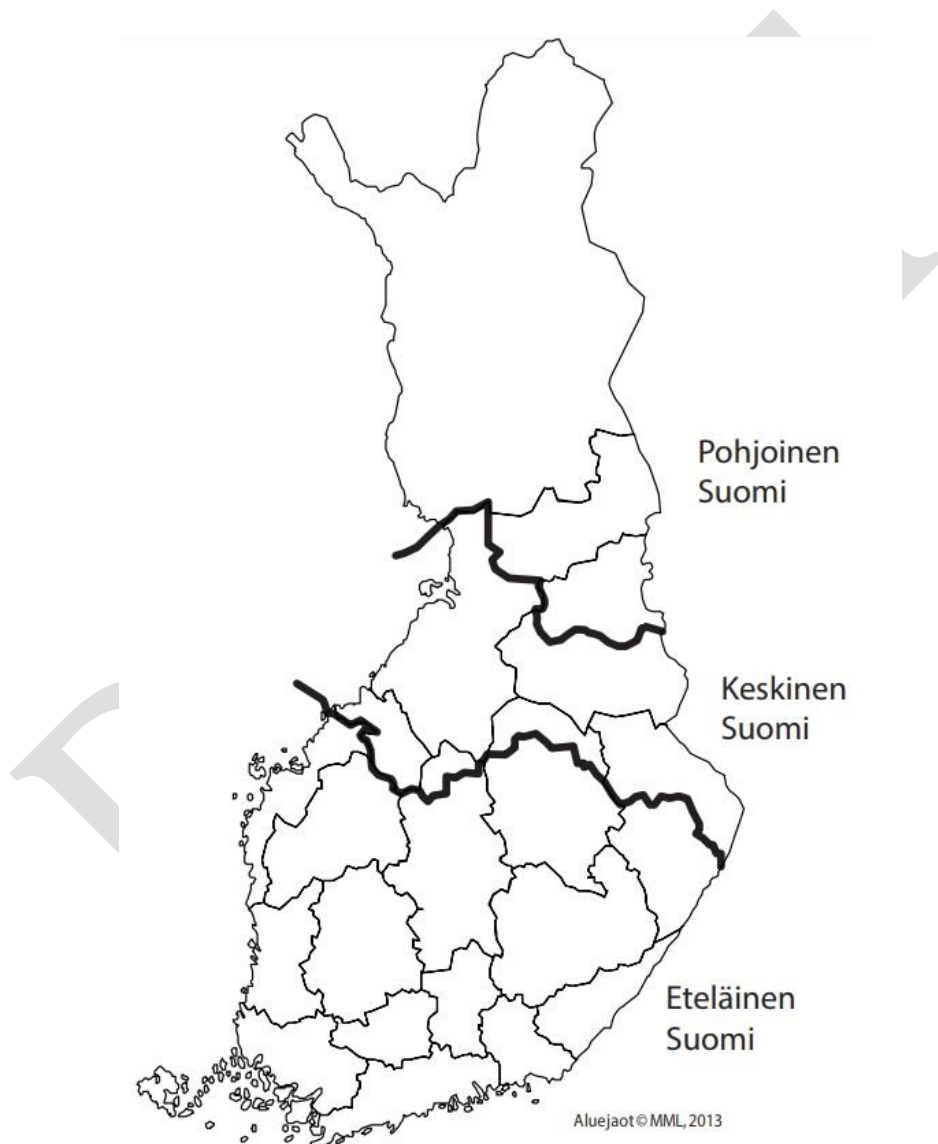 Pohjoinen
Suomi
Keskinen
Suomi
Eteläinen
Suomi
Aluejaot © MML, 2013